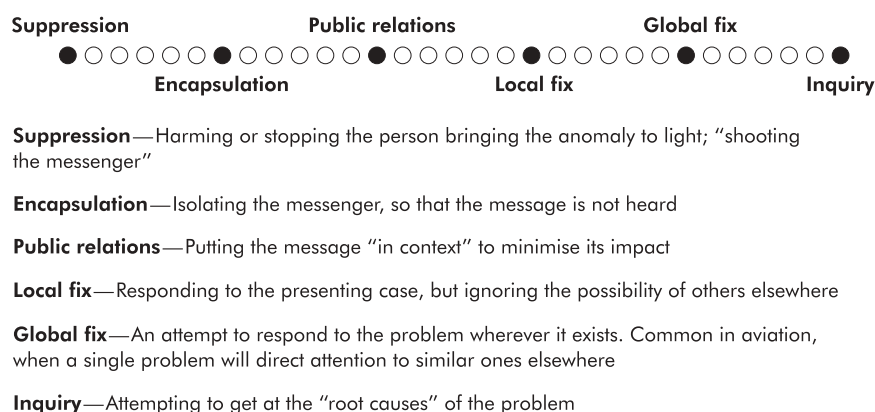 Suppression Public relations Global fix
Encapsulation Local fix Inquiry
Suppression—Harming or stopping the person bringing the anomaly to light; “shooting
the messenger”
Encapsulation—Isolating the messenger, so that the message is not heard
Public relations—Putting the message “in context” to minimise its impact
Local fix—Responding to the presenting case, but ignoring the possibility of others elsewhere
Global fix—An attempt to respond to the problem wherever it exists. Common in aviation,
when a single problem will direct attention to similar ones elsewhere
Inquiry—Attempting to get at the “root causes” of the problem